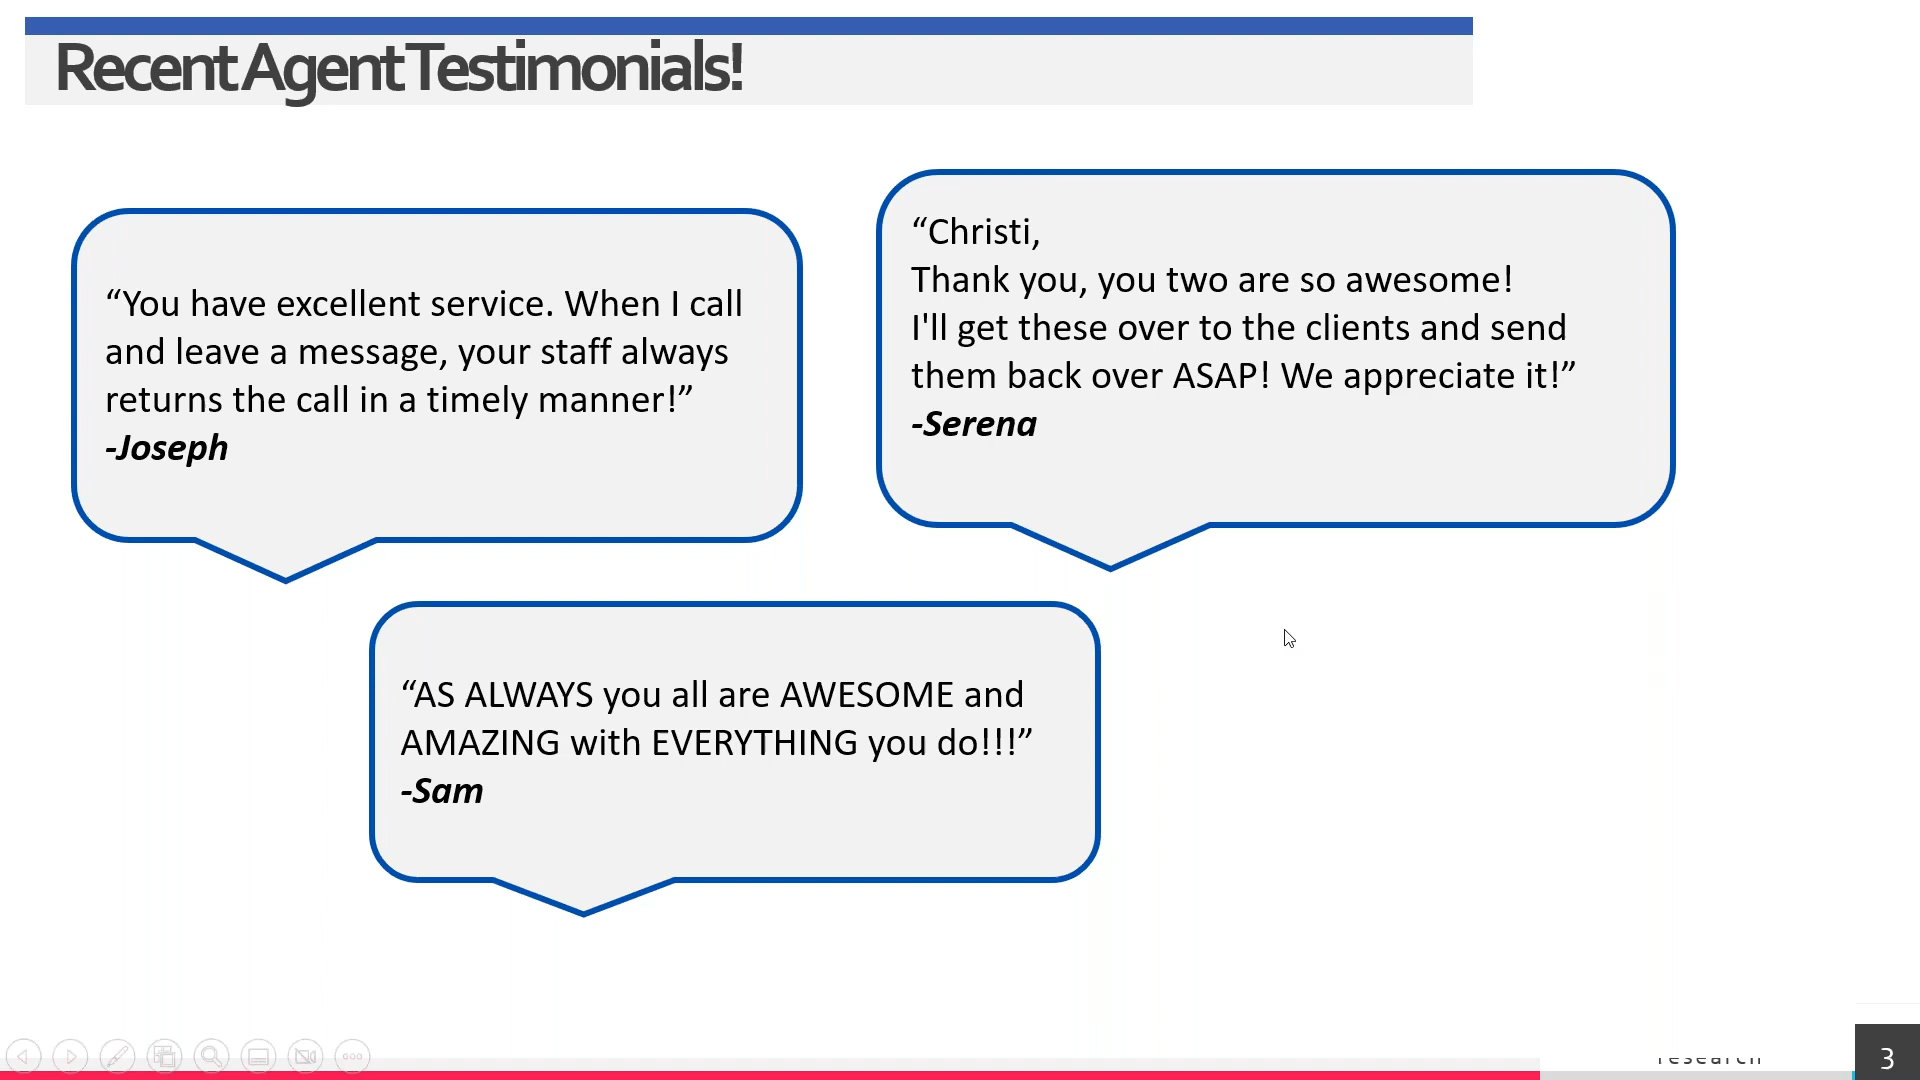 Recent Agent Testimonials!
“You have excellent service. When I call
and leave a message, your staff always
returns the call in a timely manner!”
-Joseph
“Christi,
Thank you, you two are so awesome!
I'll get these over to the clients and send
them back over ASAP! We appreciate it!”
-Serena
“AS ALWAYS you all are AWESOME and
AMAZING with EVERYTHING you do!!!”
-Sam
research
3